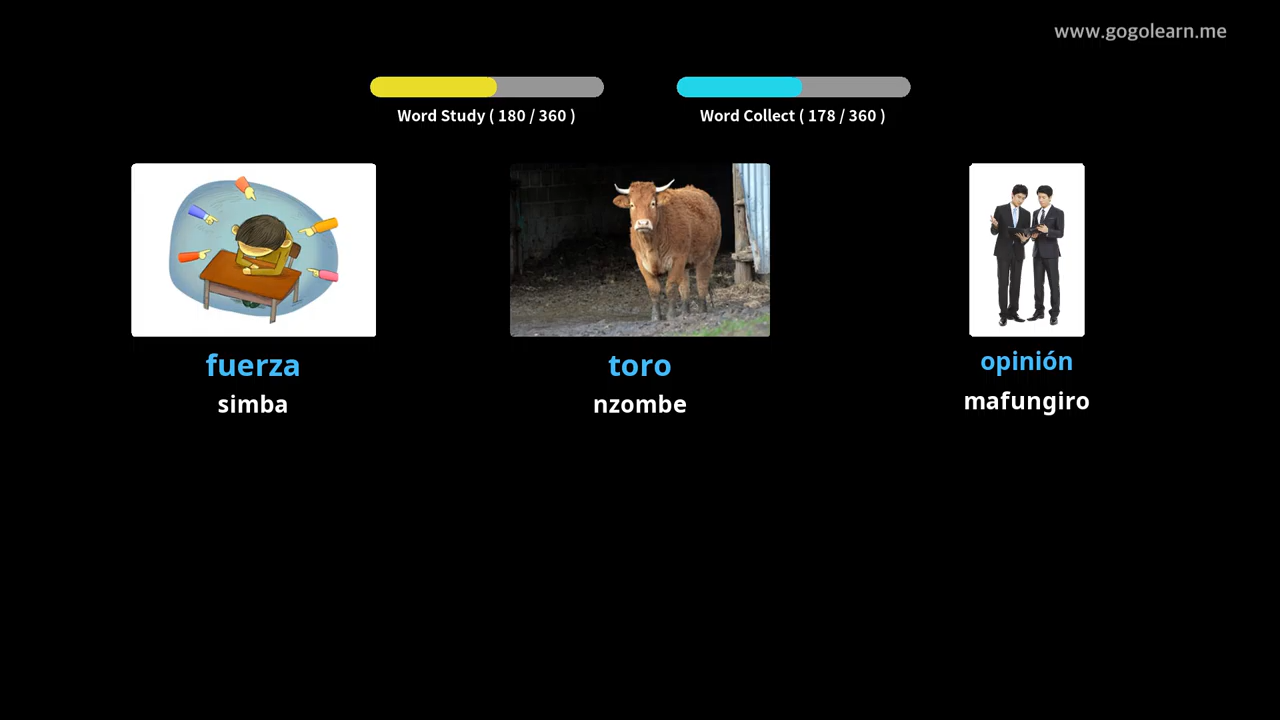 www.gogolearn.me
Word Study ( 180 / 360 )
Word Collect ( 178 / 360 )
fuerza
simba
toro
nzombe
opinión
mafungiro